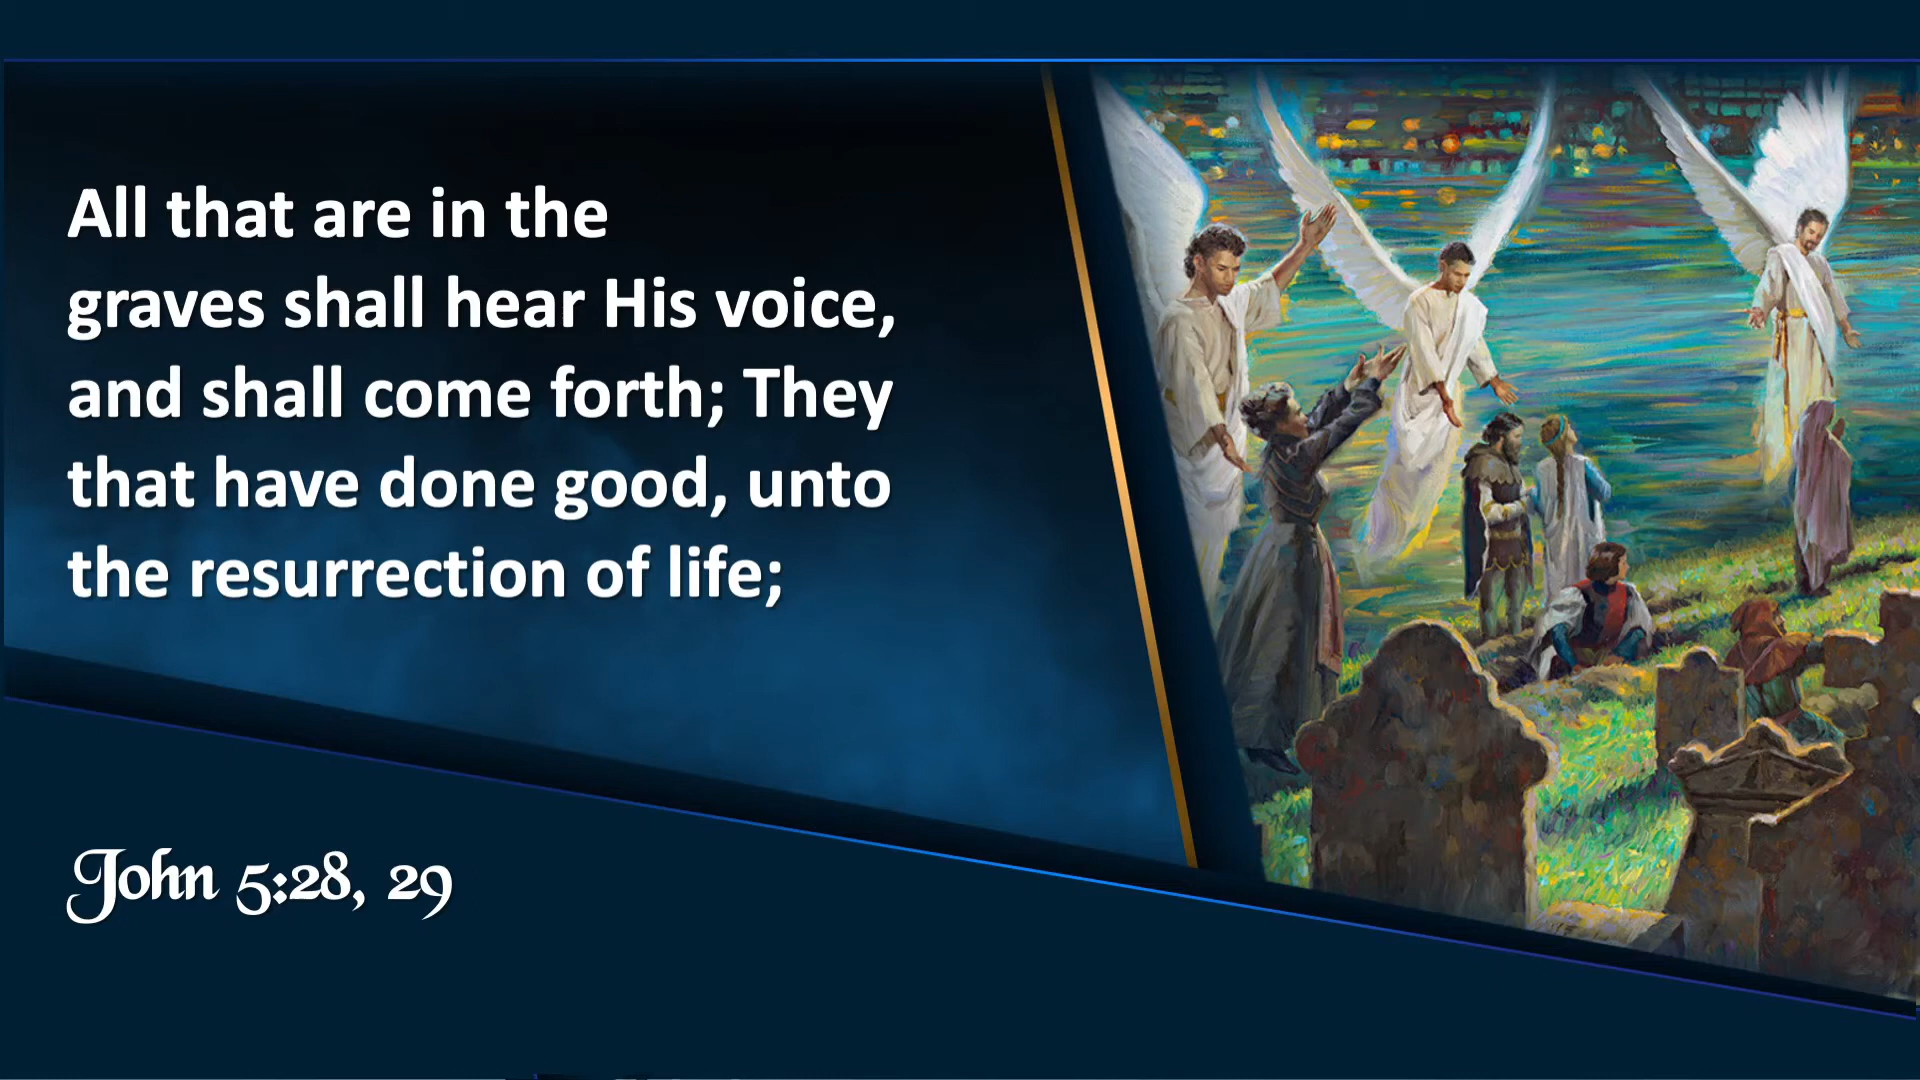 All that are in the
graves shall hear His voice,
and shall come forth; They
that have done good, unto
the resurrection of life;
John 5:28, 29